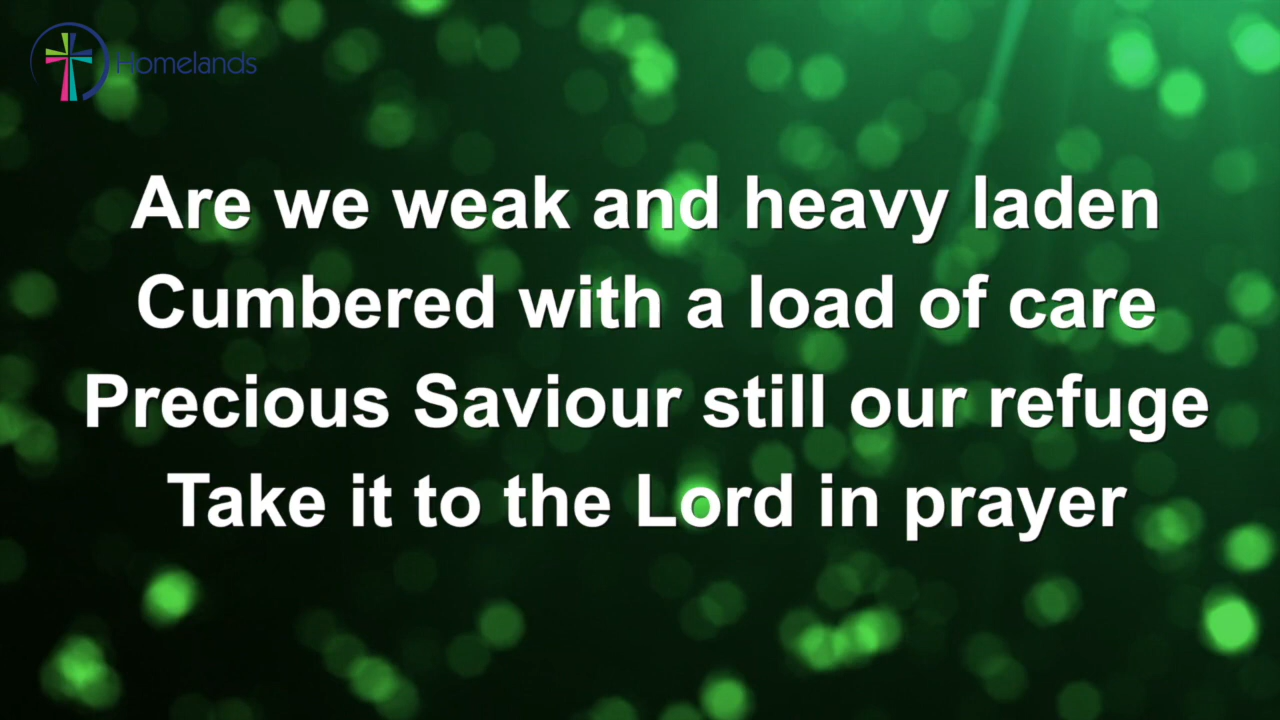 Homelands
Are we weak and heavy laden
Cumbered with a load of care
Precious Saviour still our refuge
Take it to the Lord in prayer